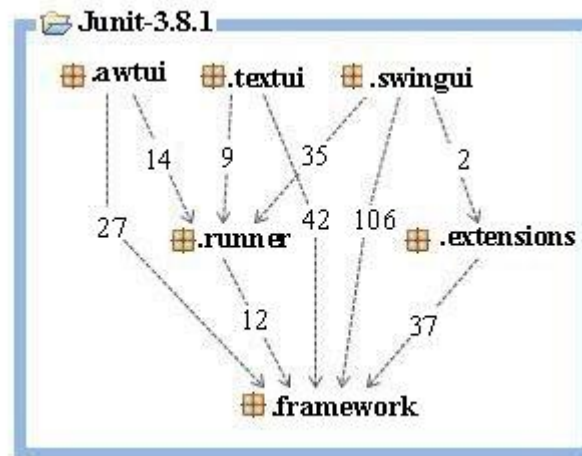 Junit-3.8.1
.awtui .textui .swingui
14 9 35 2
27 42 106
.runner .extensions
12 37
.framework